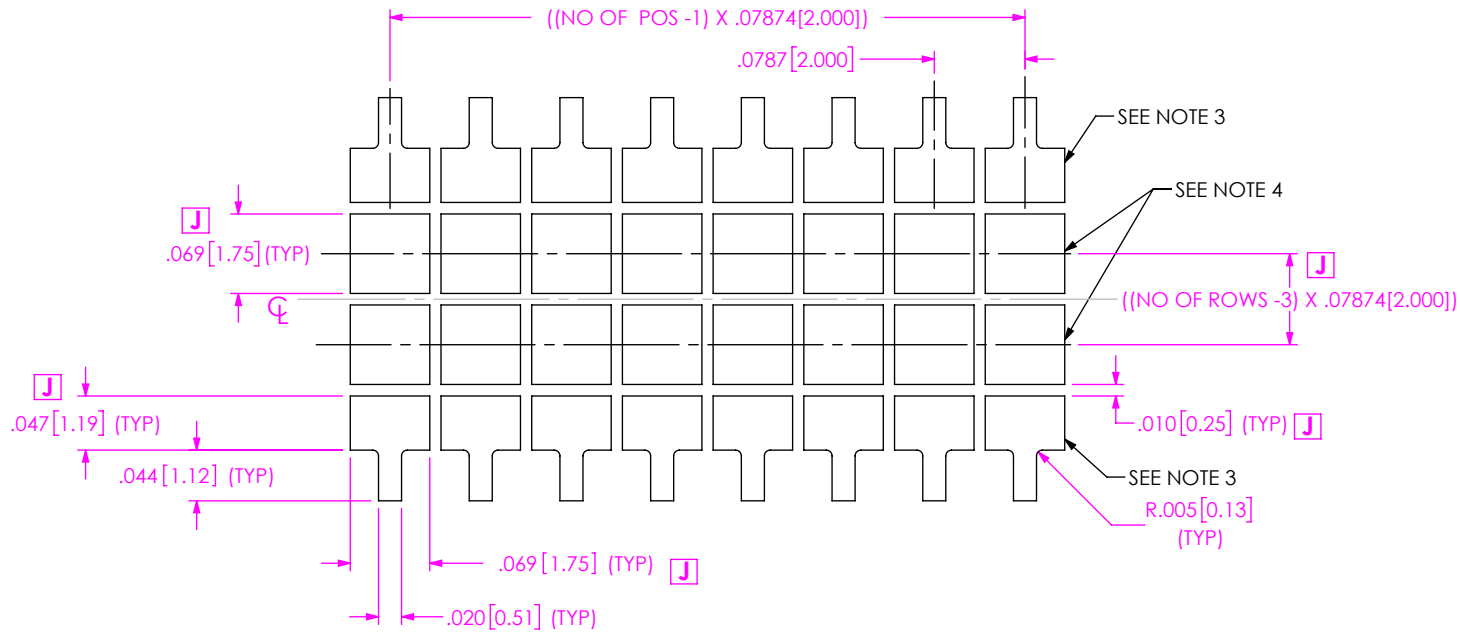 ((NO OF POS -1) X .07874[2.000])
.0787[2.000]
SEE NOTE 3
SEE NOTE 4
J
.069[1.75](TYP)
J
℄
((NO OF ROWS -3) X .07874[2.000])
J
.047[1.19] (TYP)
.010[0.25] (TYP) J
.044[1.12] (TYP)
SEE NOTE 3
R.005[0.13]
(TYP)
.069[1.75] (TYP) J
.020[0.51] (TYP)